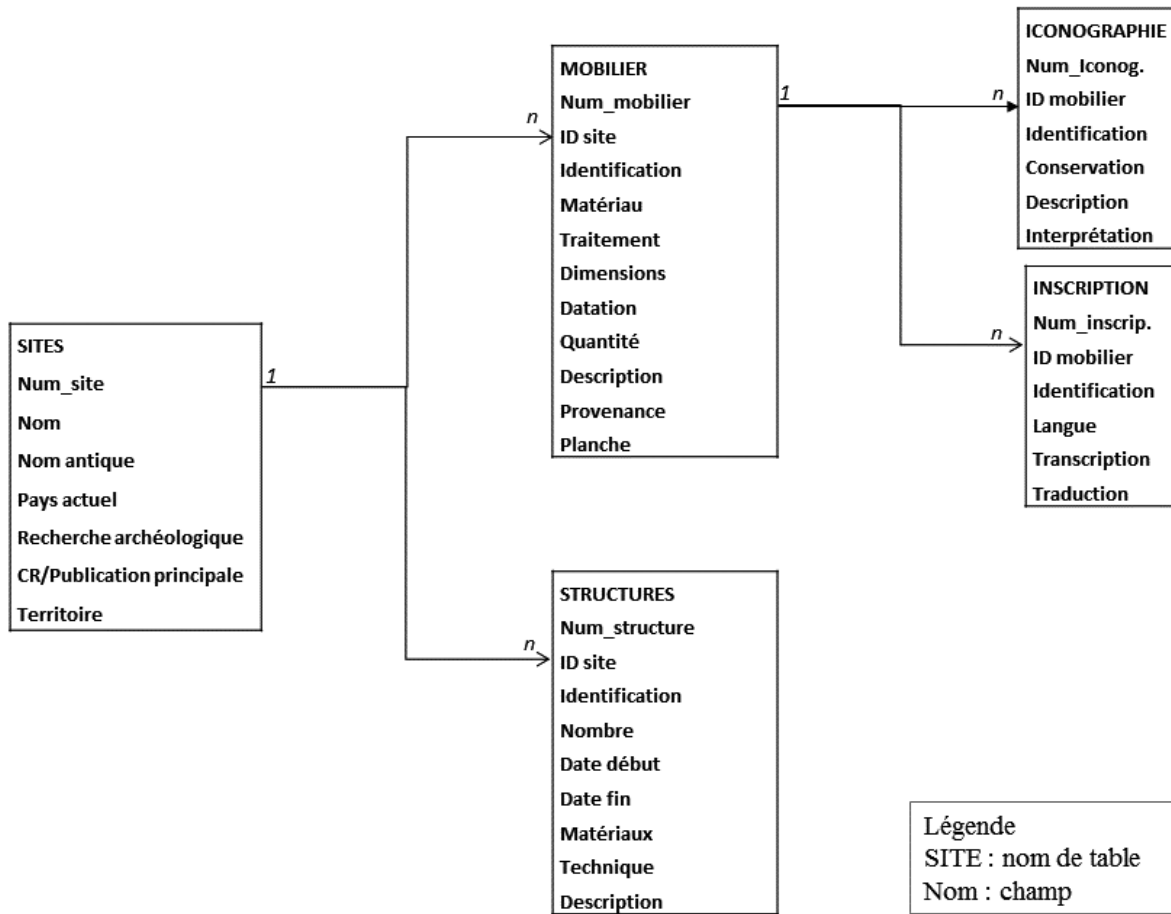 SITES
Num_site
Nom
Nom antique
Pays actuel
Recherche archéologique
CR/Publication principale
Territoire
1
n
n
MOBILIER
Num_mobilier
ID site
Identification
Matériau
Traitement
Dimensions
Datation
Quantité
Description
Provenance
Planche
1
n
n
STRUCTURES
Num_structure
ID site
Identification
Nombre
Date début
Date fin
Matériaux
Technique
Description
ICONOGRAPHIE
Num_Iconog.
ID mobilier
Identification
Conservation
Description
Interprétation
INSCRIPTION
Num_inscrip.
ID mobilier
Identification
Langue
Transcription
Traduction
Légende
SITE : nom de table
Nom : champ